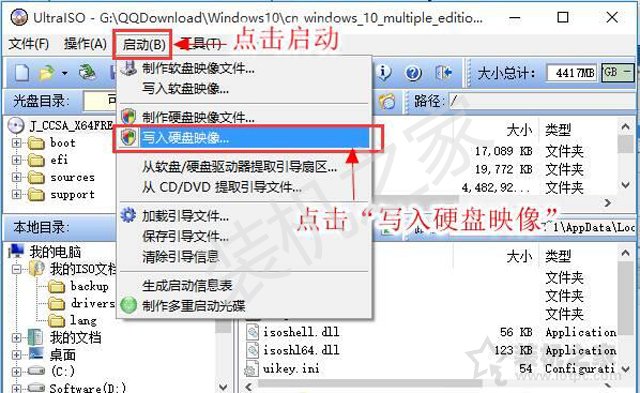 UltraISO - G:\QQDownload\Windows10\cn_windows_10_multiple_editio...
文件(F) 操作(A) 启动(B) 工具(T)
点击启动
大小总计: 4417MB GB -
光盘目录: 可
路径: /
制作软盘映像文件...
写入软盘映像...
制作硬盘映像文件...
写入硬盘映像...
从软盘/硬盘驱动器提取引导扇区...
从 CD/DVD 提取引导文件...
加载引导文件...
保存引导文件...
清除引导信息
生成启动信息表
制作多重启动光碟
J_CCSA_X64FRE
boot
efi
sources
support
大小 类型
17,089 KB 文件夹
19,772 KB 文件夹
4,482,92... 文件夹
点击“写入硬盘映像”
本地目录:
1\AppData\Loc
我的电脑
我的ISO文档
backup
drivers
lang
我的文档
桌面
(C:)
Software(D:)
大小 类型
文件夹
文件夹
文件夹
isoshell.dll 56 KB Application
isoshl64.dll 123 KB Application
uikey.ini 54 Configurati
装机之家